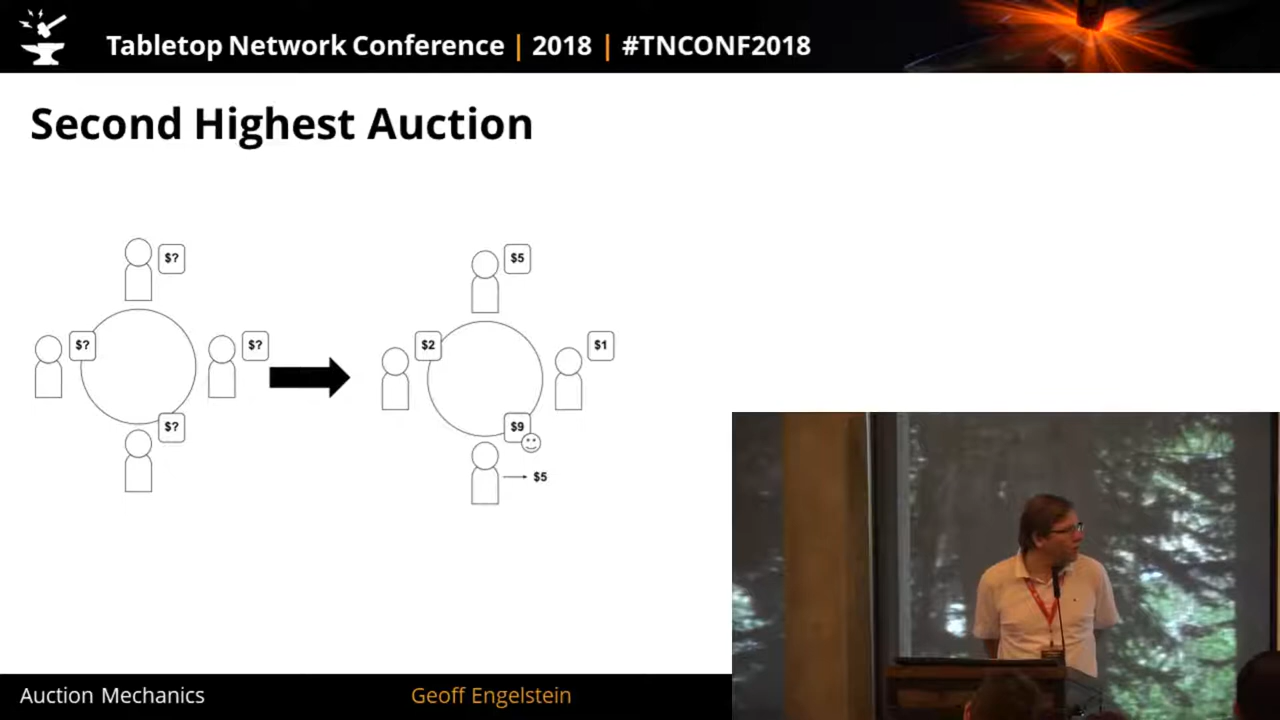 Tabletop Network Conference | 2018 | #TNCONF2018
Second Highest Auction
$?
$?
$?
$?
$5
$2
$1
$9
$5
Auction Mechanics
Geoff Engelstein